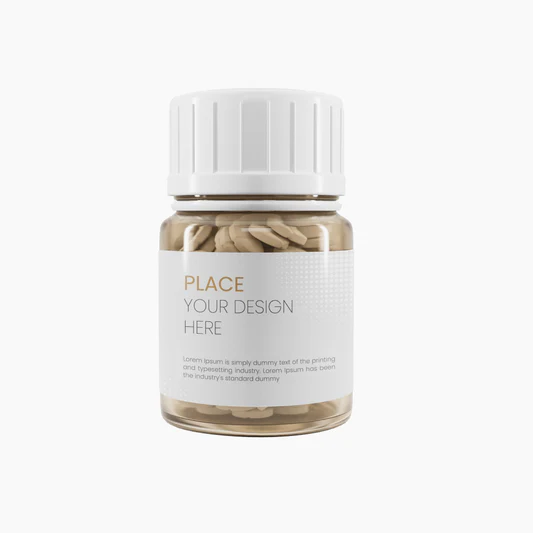 PLACE
YOUR DESIGN
HERE
Lorem Ipsum is simply dummy text of the printing
and typesetting industry. Lorem Ipsum has been
the industry's standard dummy